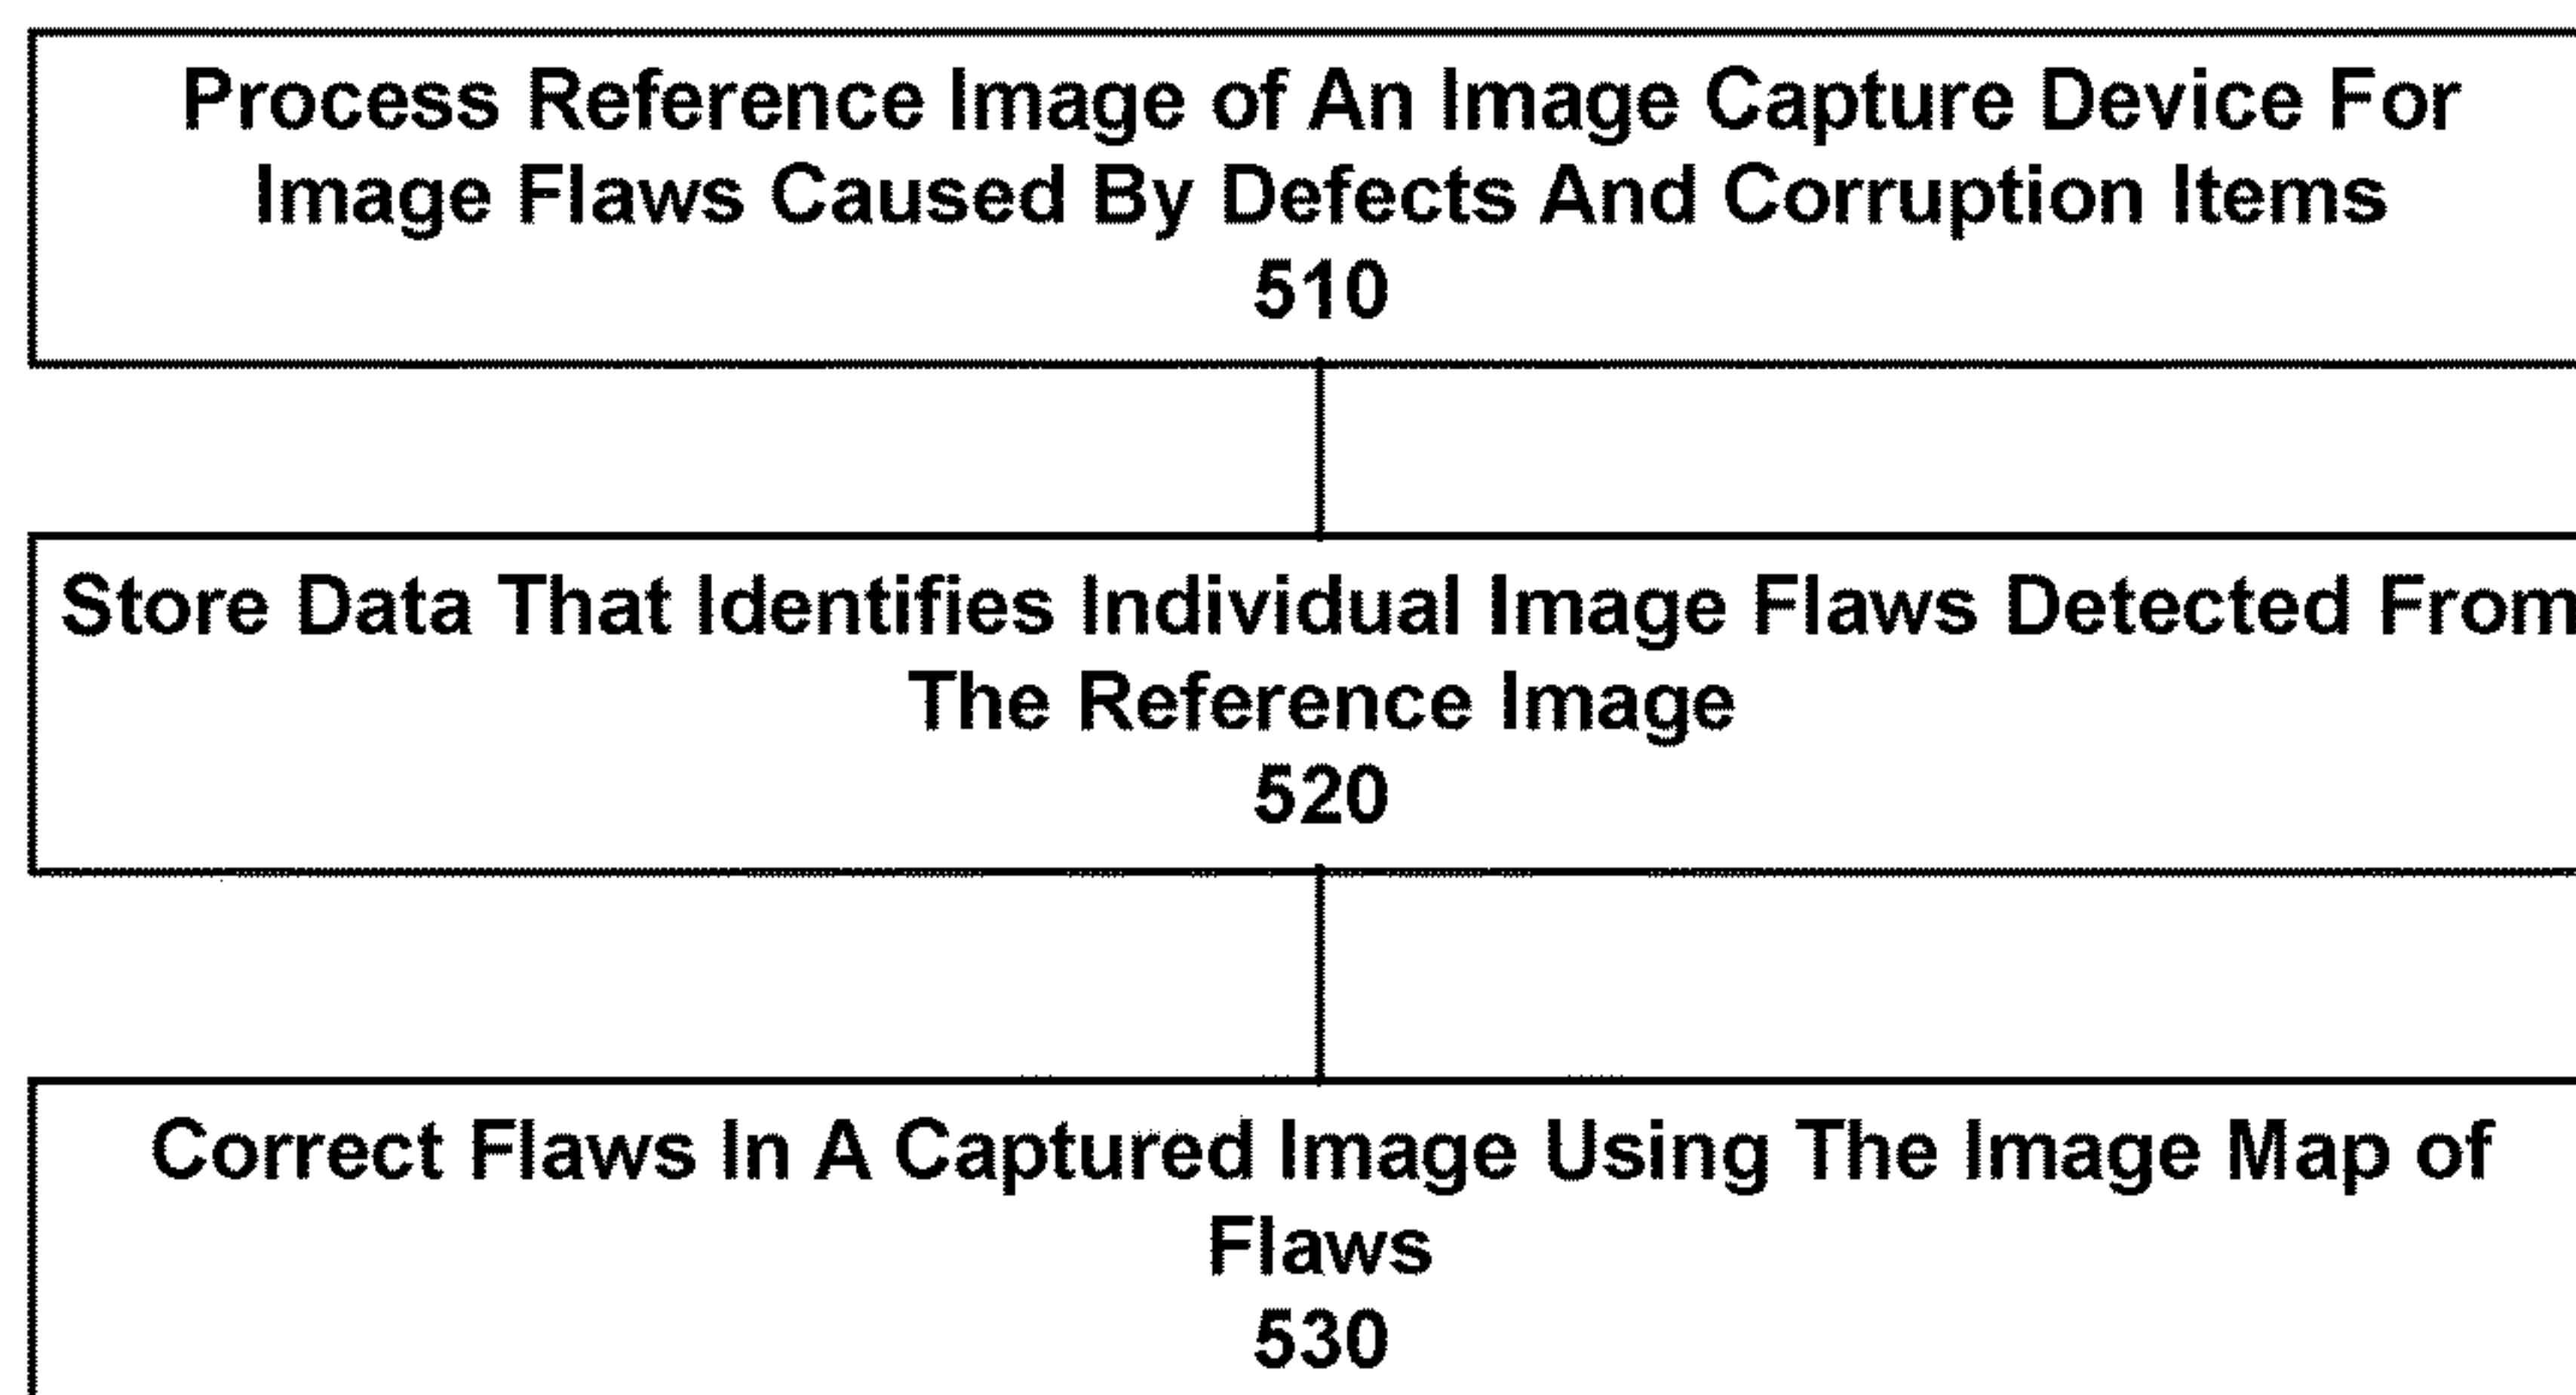 Process Reference Image of An Image Capture Device For
Image Flaws Caused By Defects And Corruption Items
510
Store Data That Identifies Individual Image Flaws Detected From
The Reference Image
520
Correct Flaws In A Captured Image Using The Image Map of
Flaws
530